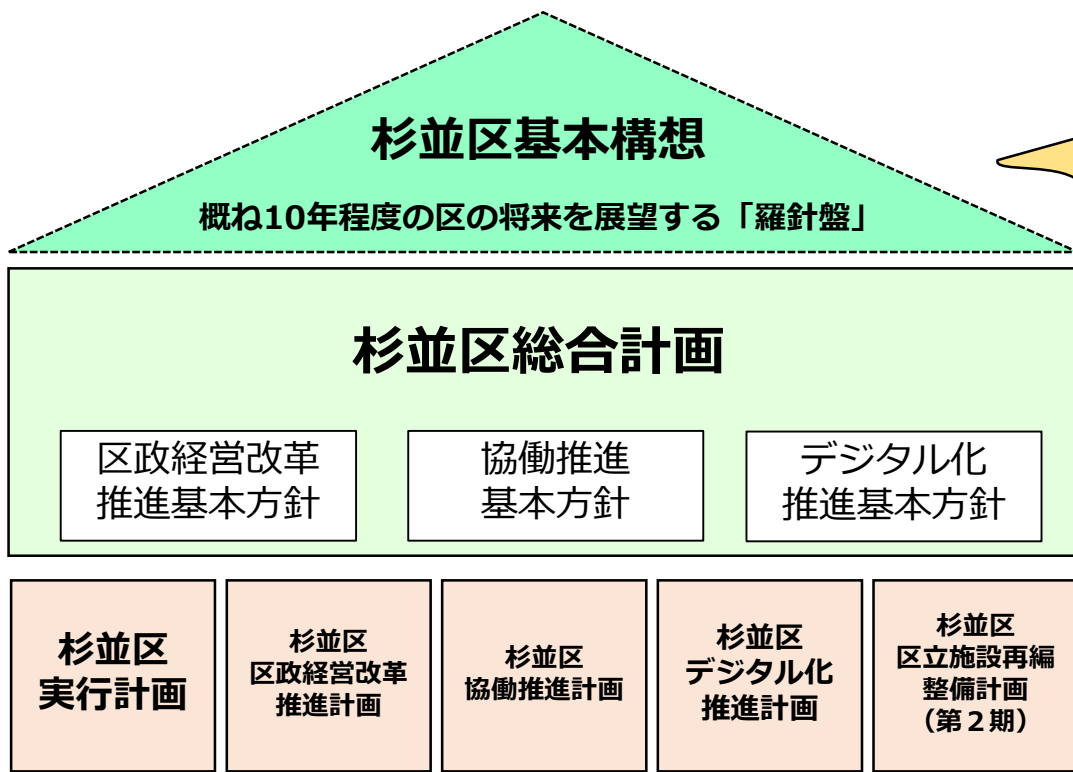 杉並区基本構想
概ね10年程度の区の将来を展望する「羅針盤」
杉並区総合計画
区政経営改革
推進基本方針
協働推進
基本方針
デジタル化
推進基本方針
杉並区
実行計画
杉並区
区政経営改革
推進計画
杉並区
協働推進計画
杉並区
デジタル化
推進計画
杉並区
区立施設再編
整備計画
（第２期）